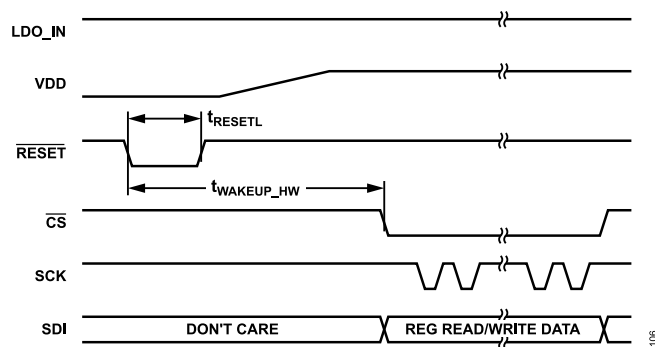 LDO_IN
VDD
tRESETL
RESET
tWAKEUP_HW
CS
SCK
SDI
DON'T CARE
REG READ/WRITE DATA
106